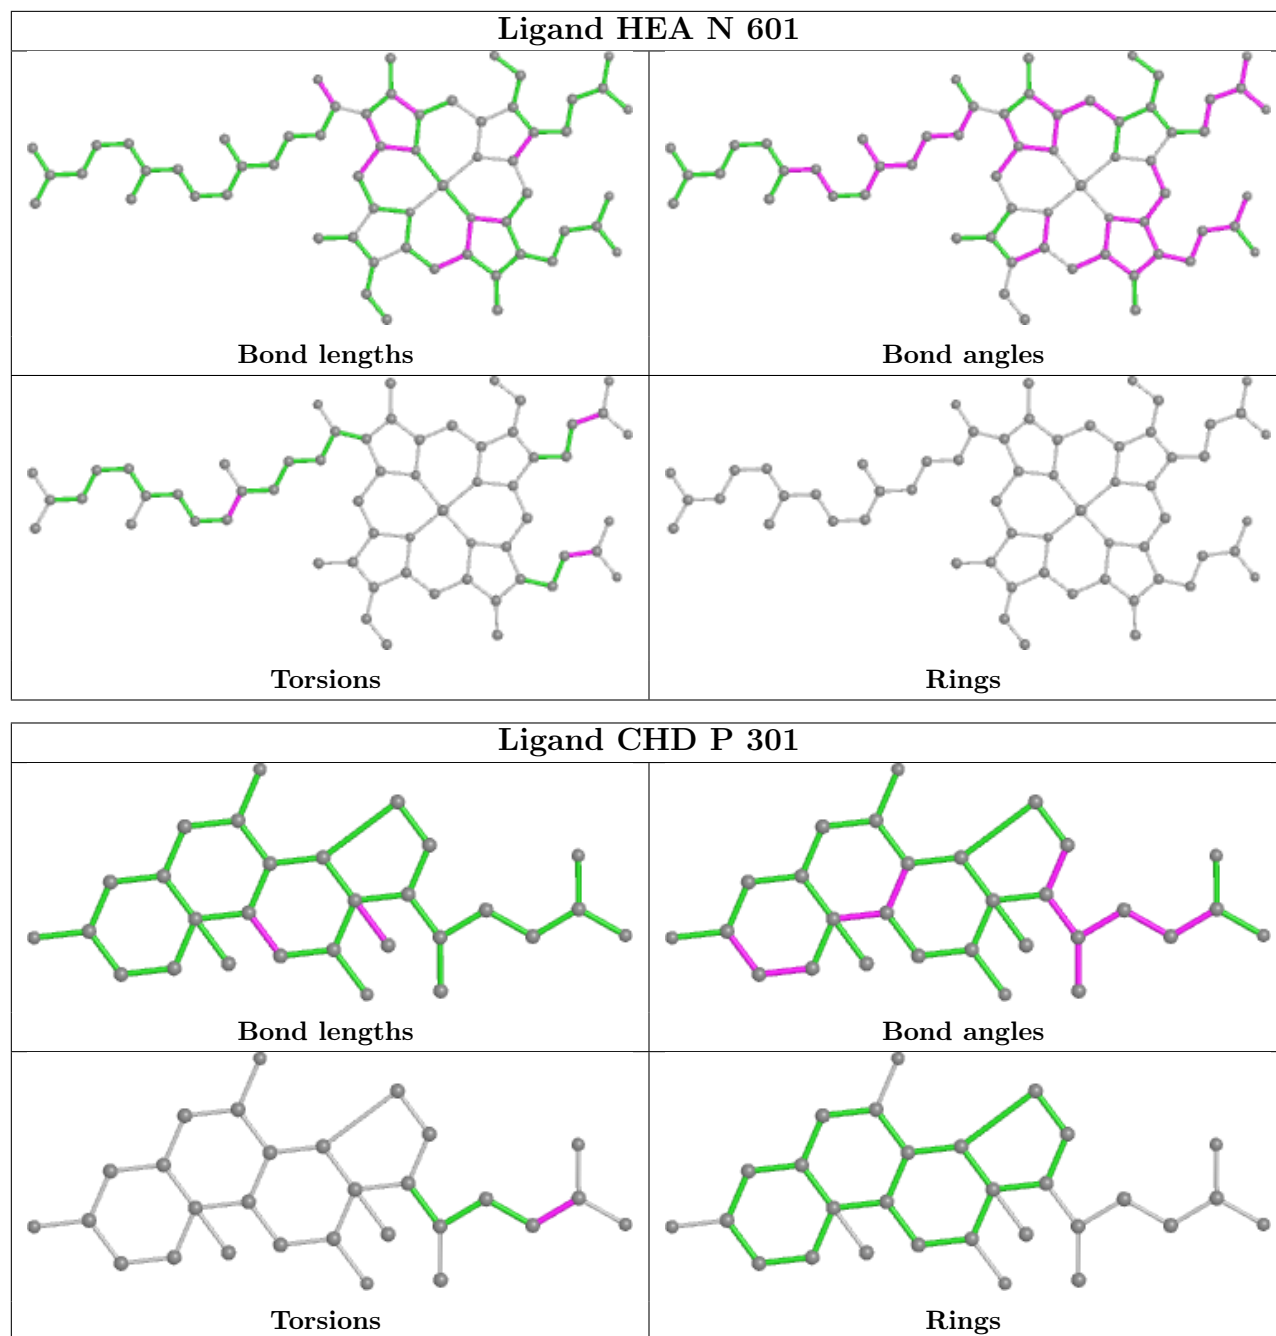 Ligand HEA N 601
Bond lengths
Bond angles
Torsions
Rings
Ligand CHD P 301
Bond lengths
Bond angles
Torsions
Rings